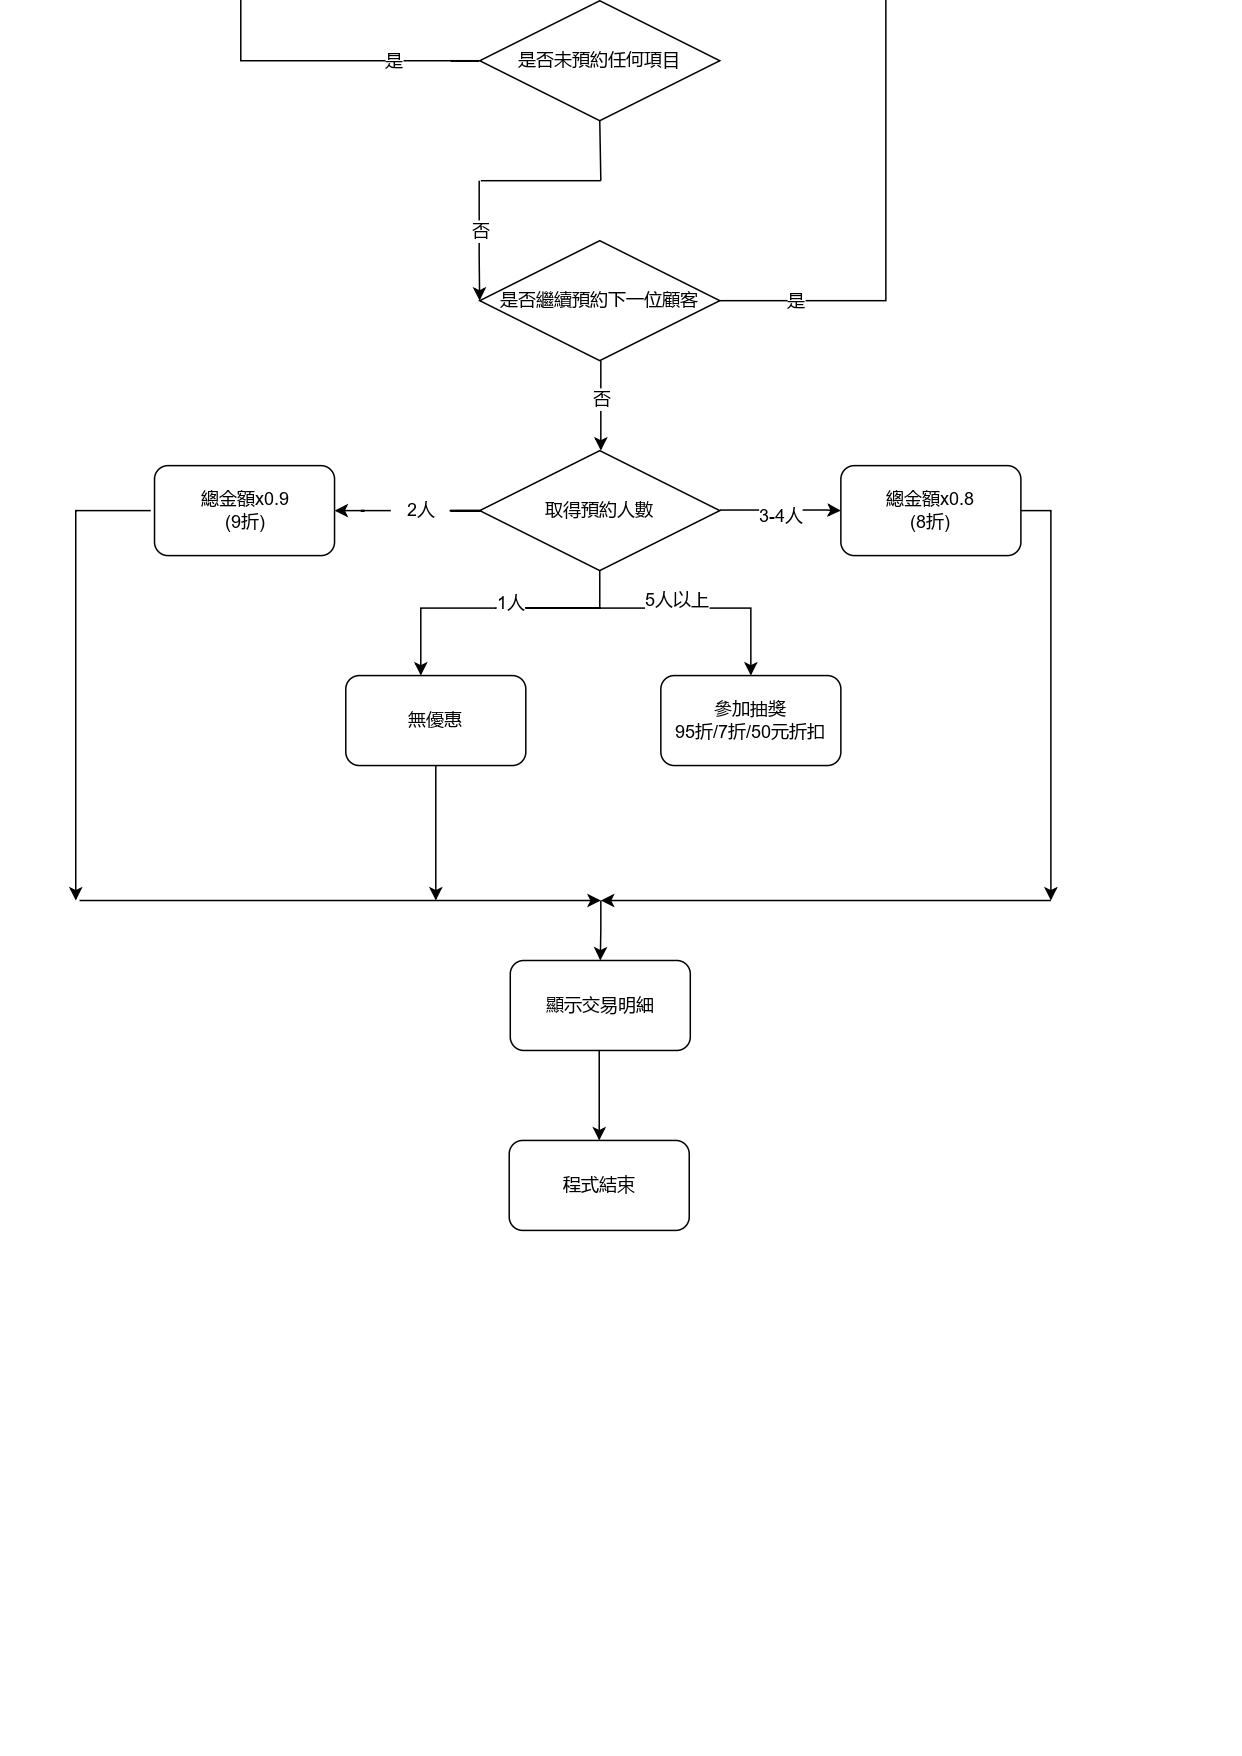 是否未預約任何項目
是
否
是否繼續預約下一位顧客
是
否
總金額x0.9
(9折)
2人
取得預約人數
3-4人
總金額x0.8
(8折)
1人
5人以上
無優惠
參加抽獎
95折/7折/50元折扣
顯示交易明細
程式結束